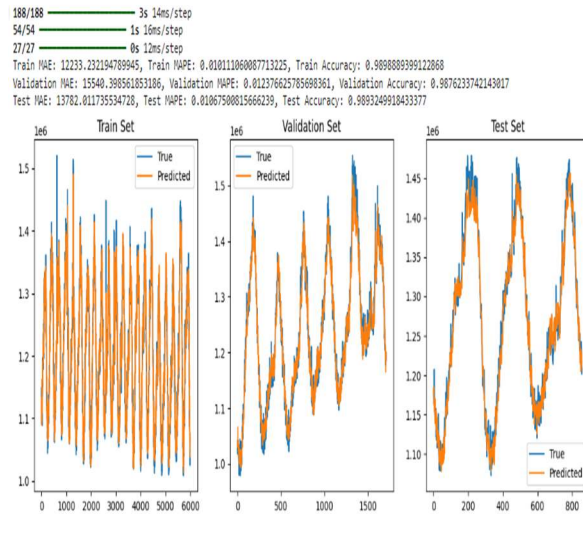 188/188 3s 14ms/step
54/54 1s 16ms/step
27/27 0s 12ms/step
Train MAE: 12233.232194789945, Train MAPE: 0.010111060087713225, Train Accuracy: 0.9898889399122868
Validation MAE: 15540.398561853186, Validation MAPE: 0.012376625785698361, Validation Accuracy: 0.9876233742143017
Test MAE: 13782.011735534728, Test MAPE: 0.01067500815666239, Test Accuracy: 0.9893249918433377
Train Set
1e6
True
Predicted
1.5
1.4
1.3
1.2
1.1
1.0
0 1000 2000 3000 4000 5000 6000
Validation Set
1e6
True
Predicted
1.5
1.4
1.3
1.2
1.1
1.0
0 500 1000 1500
Test Set
1e6
1.45
1.40
1.35
1.30
1.25
1.20
1.15
1.10
True
Predicted
0 200 400 600 800